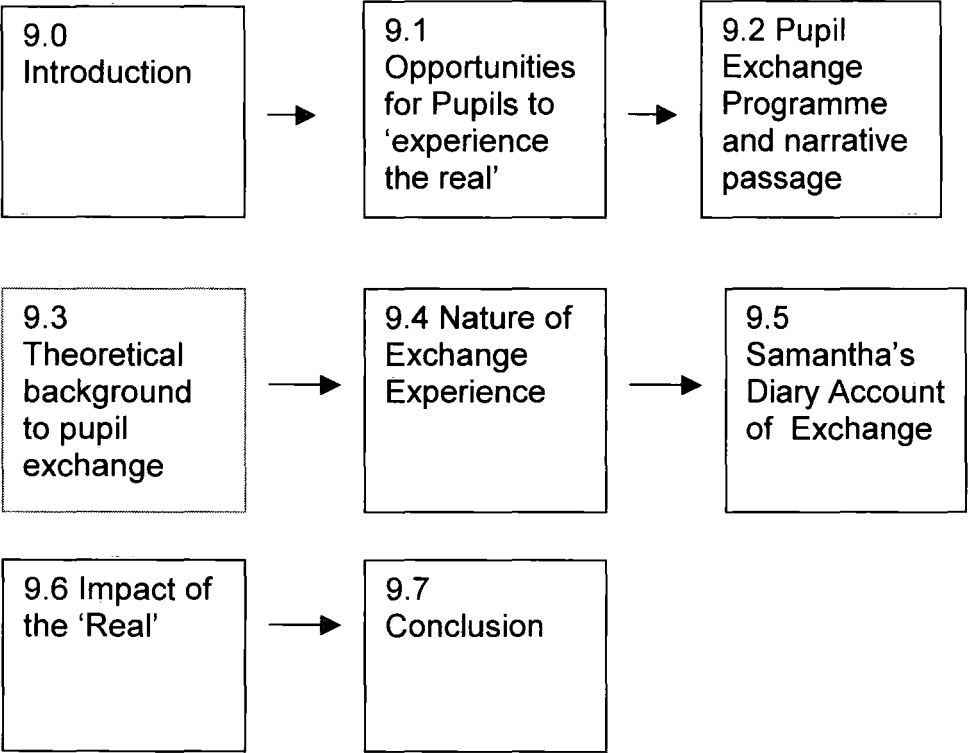 9.0
Introduction
9.1
Opportunities
for Pupils to
‘experience
the real’
9.2 Pupil
Exchange
Programme
and narrative
passage
9.3
Theoretical
background
to pupil
exchange
9.4 Nature of
Exchange
Experience
9.5
Samantha’s
Diary Account
of Exchange
9.6 Impact of
the ‘Real’
9.7
Conclusion